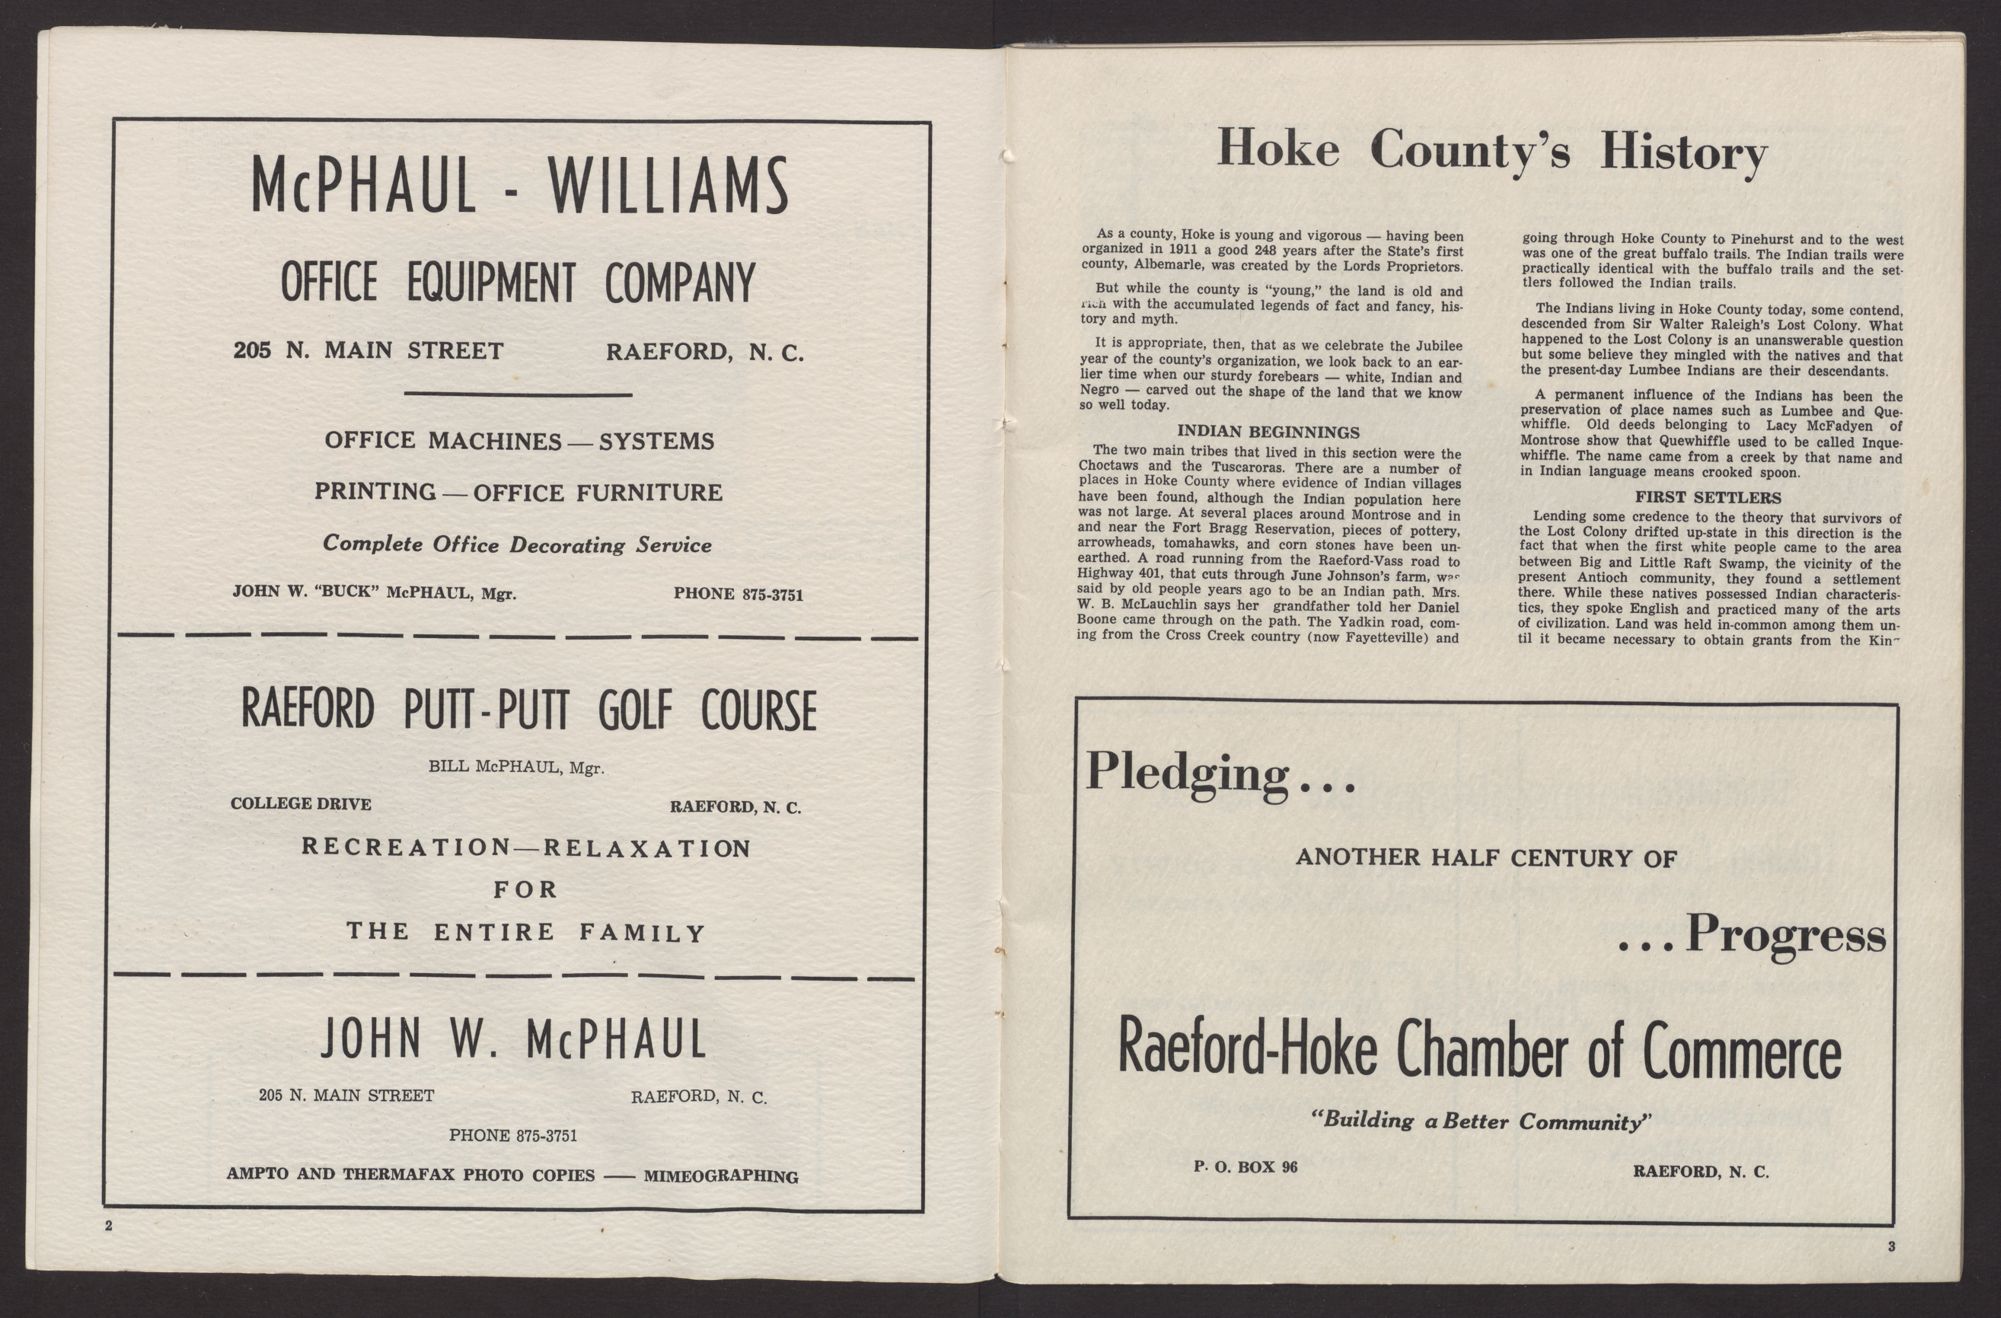 McPHAUL - WILLIAMS
OFFICE EQUIPMENT COMPANY
205 N. MAIN STREET RAEFORD, N. C.
OFFICE MACHINES — SYSTEMS
PRINTING — OFFICE FURNITURE
Complete Office Decorating Service
JOHN W. “BUCK” McPHAUL, Mgr. PHONE 875-3751
RAEFORD PUTT-PUTT GOLF COURSE
BILL McPHAUL, Mgr.
COLLEGE DRIVE RAEFORD, N. C.
RECREATION—RELAXATION
FOR
THE ENTIRE FAMILY
JOHN W. McPHAUL
205 N. MAIN STREET RAEFORD, N. C.
PHONE 875-3751
AMPTO AND THERMAFAX PHOTO COPIES — MIMEOGRAPHING
2
Hoke County’s History
As a county, Hoke is young and vigorous — having been
organized in 1911 a good 248 years after the State’s first
county, Albemarle, was created by the Lords Proprietors.
But while the county is “young,” the land is old and
rich with the accumulated legends of fact and fancy, his-
tory and myth.
It is appropriate, then, that as we celebrate the Jubilee
year of the county’s organization, we look back to an ear-
lier time when our sturdy forebears — white, Indian and
Negro — carved out the shape of the land that we know
so well today.
INDIAN BEGINNINGS
The two main tribes that lived in this section were the
Choctaws and the Tuscaroras. There are a number of
places in Hoke County where evidence of Indian villages
have been found, although the Indian population here
was not large. At several places around Montrose and in
and near the Fort Bragg Reservation, pieces of pottery,
arrowheads, tomahawks, and corn stones have been un-
earthed. A road running from the Raeford-Vass road to
Highway 401, that cuts through June Johnson’s farm, was
said by old people years ago to be an Indian path. Mrs.
W. B. McLauchlin says her grandfather told her Daniel
Boone came through on the path. The Yadkin road, com-
ing from the Cross Creek country (now Fayetteville) and
going through Hoke County to Pinehurst and to the west
was one of the great buffalo trails. The Indian trails were
practically identical with the buffalo trails and the set-
tlers followed the Indian trails.
The Indians living in Hoke County today, some contend,
descended from Sir Walter Raleigh’s Lost Colony. What
happened to the Lost Colony is an unanswerable question
but some believe they mingled with the natives and that
the present-day Lumbee Indians are their descendants.
A permanent influence of the Indians has been the
preservation of place names such as Lumbee and Que-
whiffle. Old deeds belonging to Lacy McFadyen of
Montrose show that Quewhiffle used to be called Inque-
whiffle. The name came from a creek by that name and
in Indian language means crooked spoon.
FIRST SETTLERS
Lending some credence to the theory that survivors of
the Lost Colony drifted up-state in this direction is the
fact that when the first white people came to the area
between Big and Little Raft Swamp, the vicinity of the
present Antioch community, they found a settlement
there. While these natives possessed Indian characteris-
tics, they spoke English and practiced many of the arts
of civilization. Land was held in-common among them un-
til it became necessary to obtain grants from the
Pledging...
ANOTHER HALF CENTURY OF
...Progress
Raeford-Hoke Chamber of Commerce
“Building a Better Community”
P. O. BOX 96 RAEFORD, N. C.
3